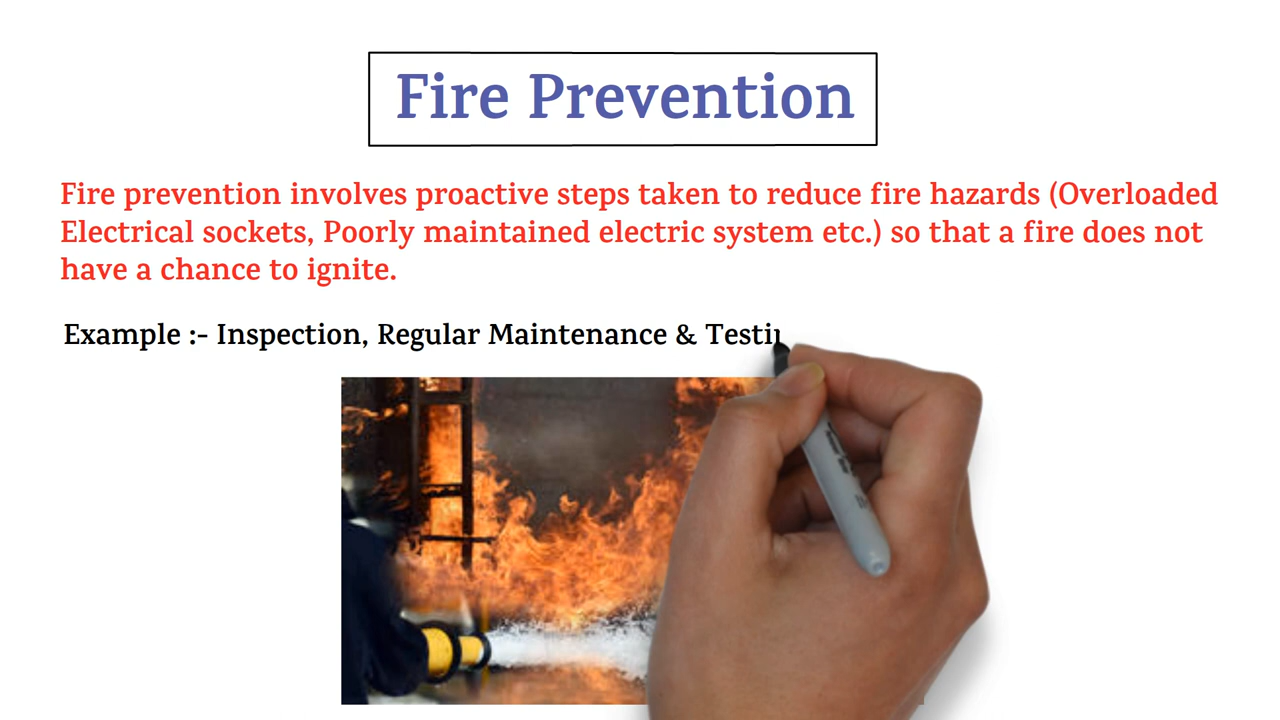 Fire Prevention
Fire prevention involves proactive steps taken to reduce fire hazards (Overloaded
Electrical sockets, Poorly maintained electric system etc.) so that a fire does not
have a chance to ignite.
Example :- Inspection, Regular Maintenance &